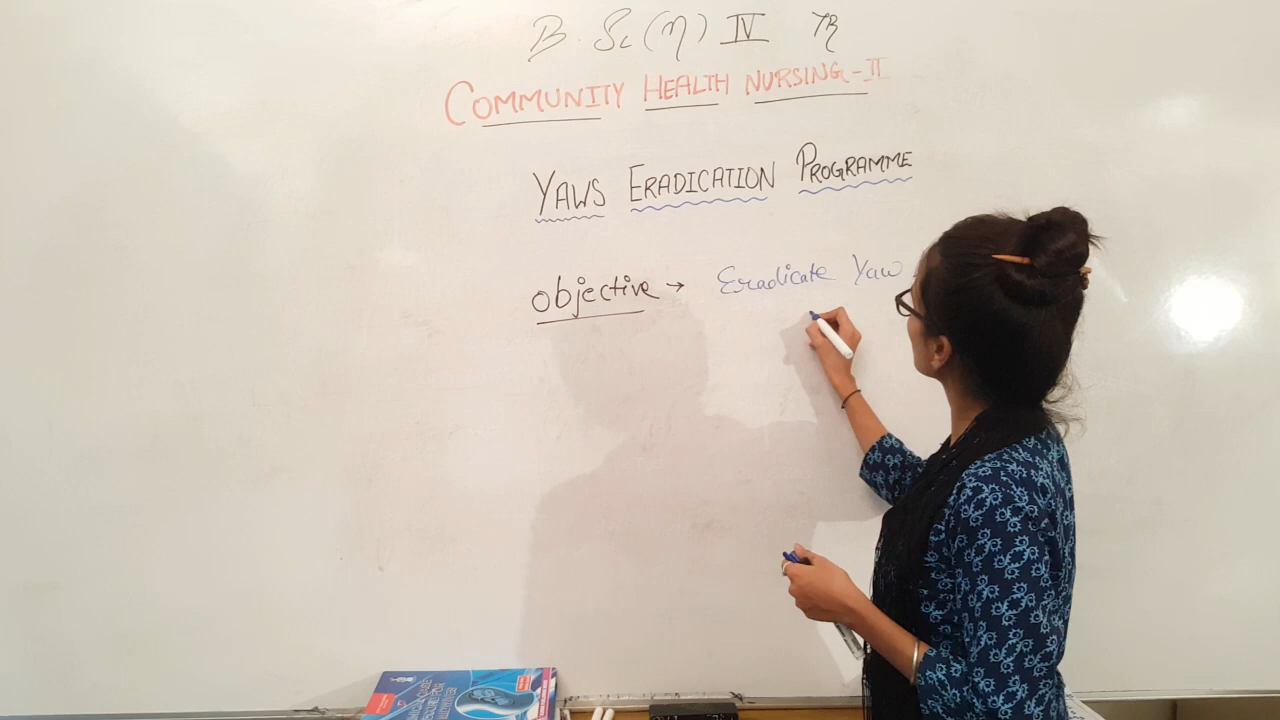 B.Sc(N) IV YR
COMMUNITY HEALTH NURSING-II
YAWS ERADICATION PROGRAMME
objective → Eradicate Yaw